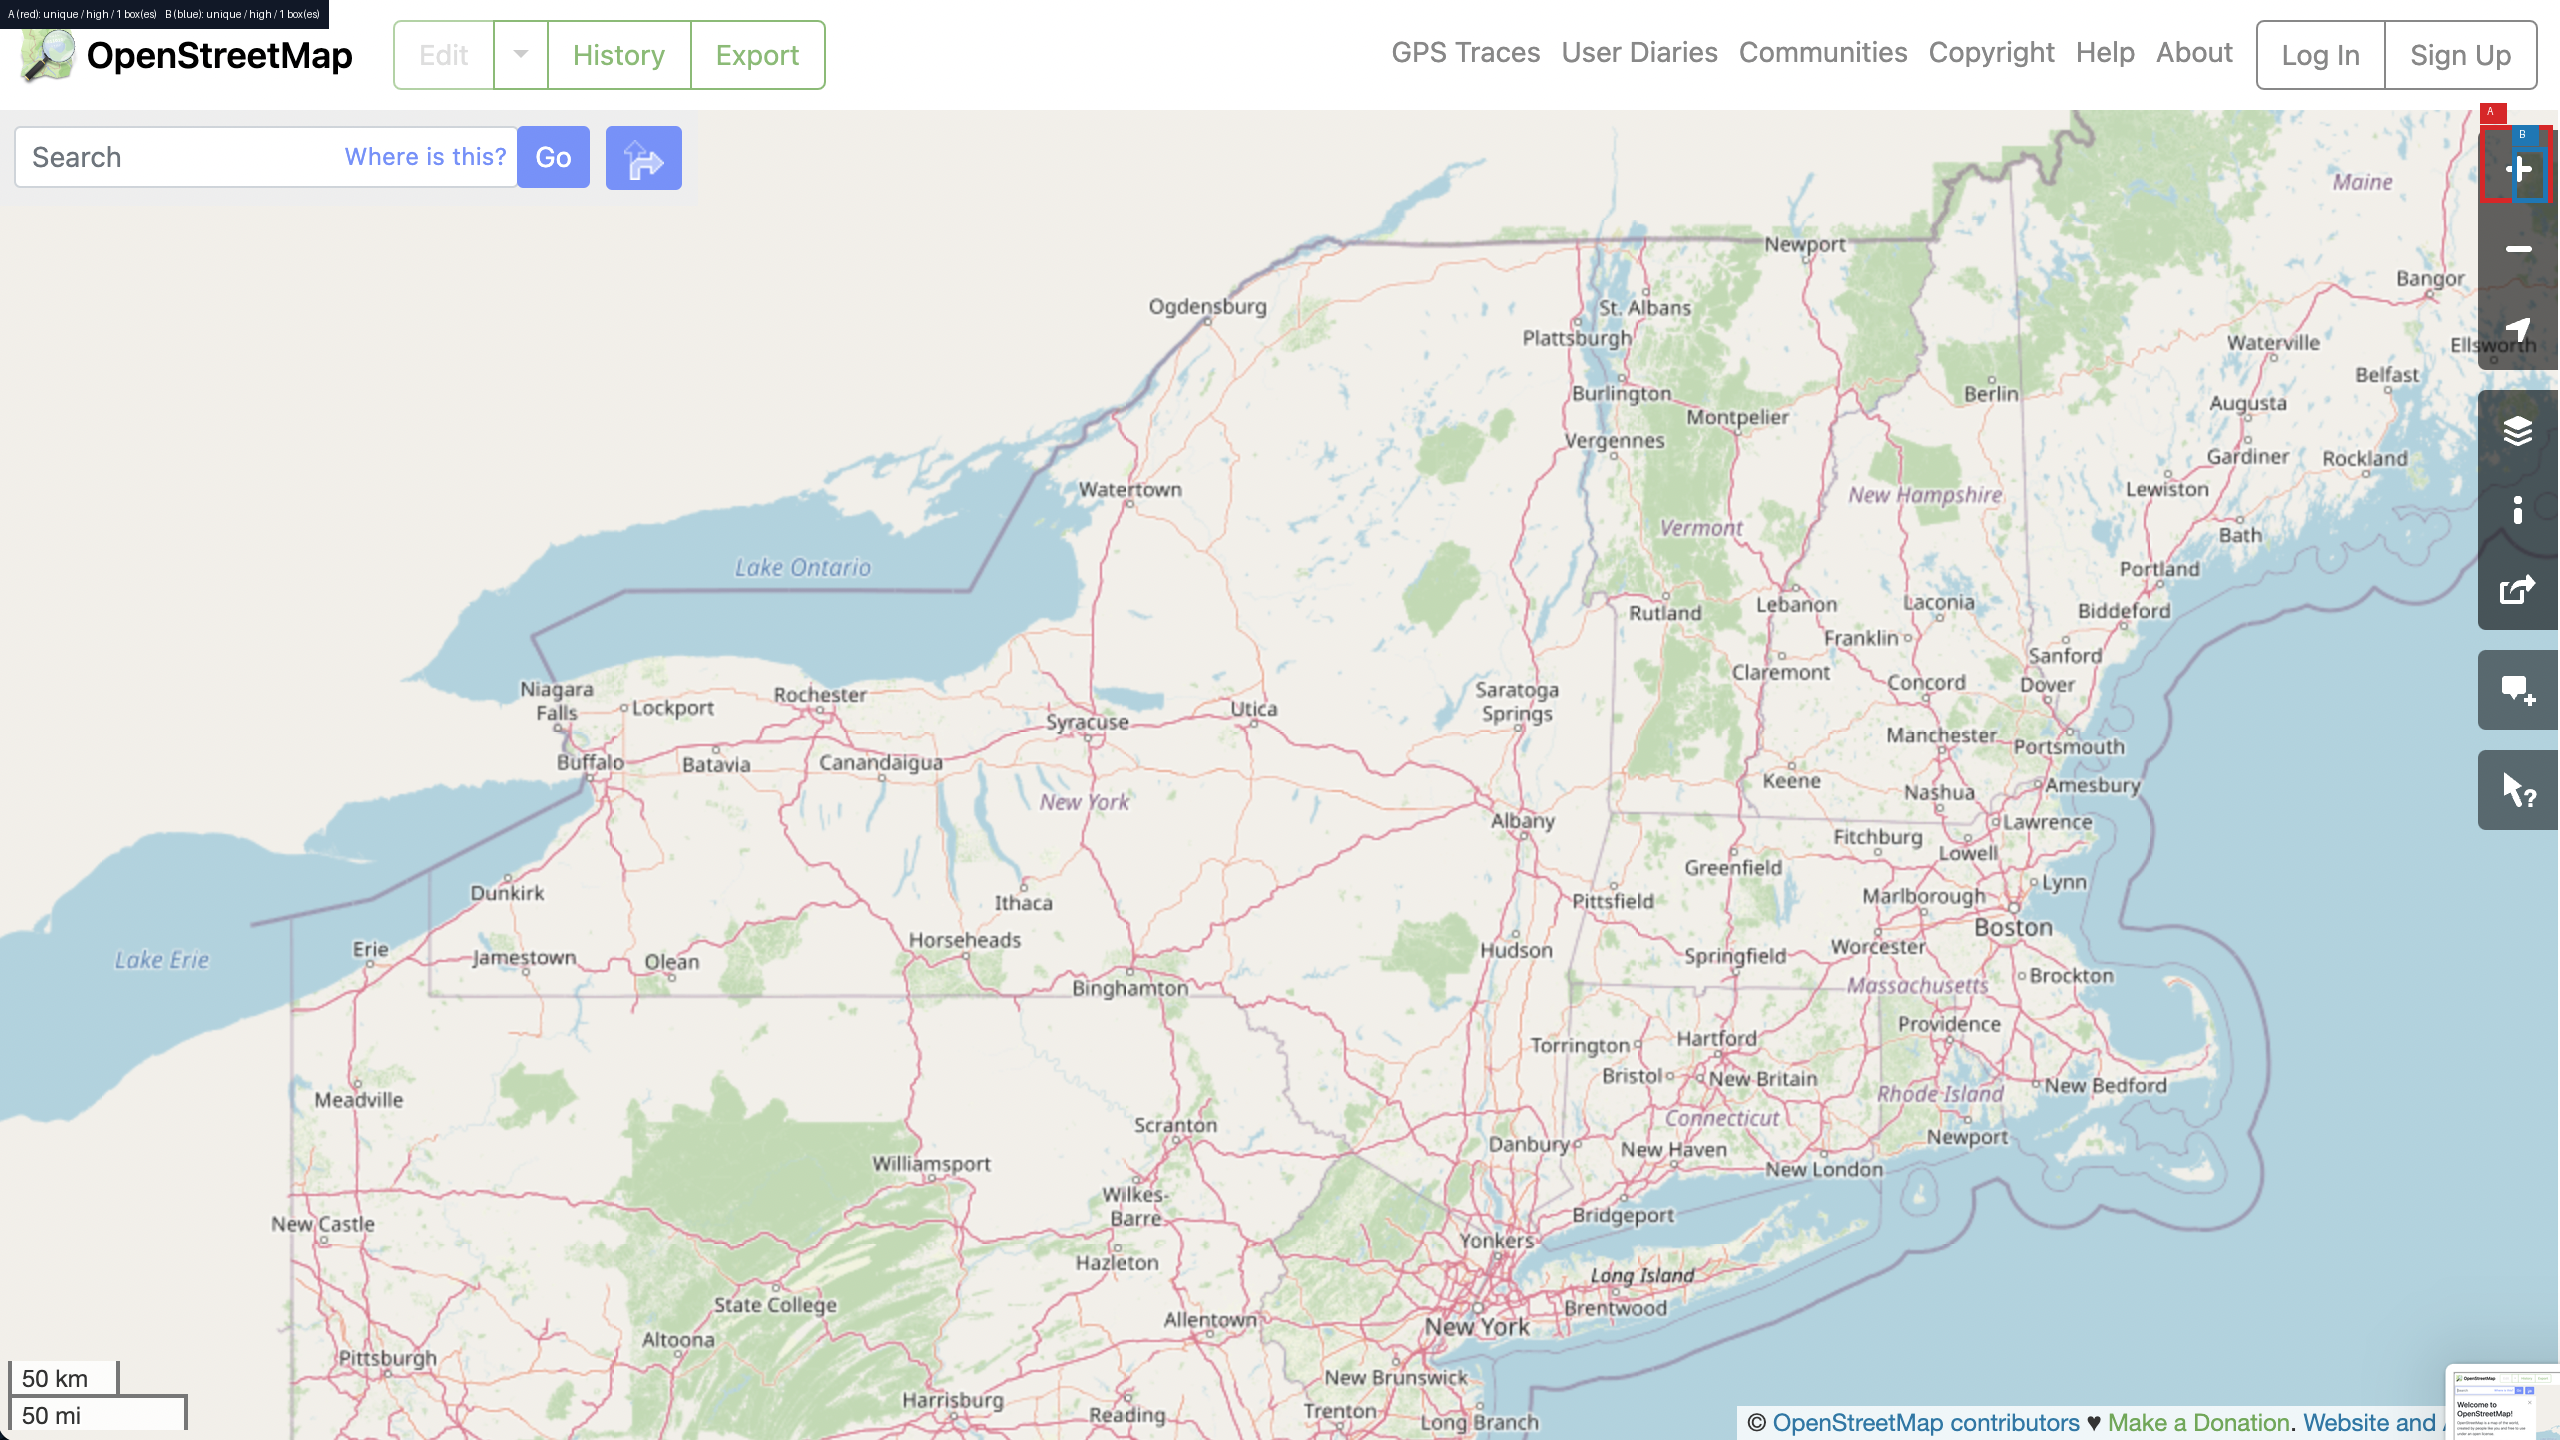 A (red): unique / high / 1 box(es) B (blue): unique / high / 1 box(es)
OpenStreetMap
Edit
History
Export
GPS Traces
User Diaries
Communities
Copyright
Help
About
Log In
Sign Up
A
B
Search
Where is this?
Go
Maine
Newport
Bangor
Ogdensburg
St. Albans
Plattsburgh
Waterville
Ellsworth
Belfast
Burlington
Berlin
Augusta
Montpelier
Vergennes
Gardiner
Rockland
Watertown
Lewiston
New Hampshire
Vermont
Bath
Lake Ontario
Portland
Rutland
Lebanon
Laconia
Biddeford
Franklin
Sanford
Claremont
Concord
Dover
Niagara
Falls
Lockport
Rochester
Saratoga
Springs
Syracuse
Utica
Manchester
Portsmouth
Buffalo
Batavia
Canandaigua
Keene
Nashua
Amesbury
New York
Albany
Lawrence
Fitchburg
Lowell
Greenfield
Dunkirk
Ithaca
Pittsfield
Marlborough
Lynn
Boston
Horseheads
Hudson
Worcester
Erie
Lake Erie
Jamestown
Olean
Springfield
Brockton
Binghamton
Massachusetts
Providence
Torrington
Hartford
Bristol
New Britain
New Bedford
Meadville
Rhode Island
Connecticut
Scranton
Danbury
New Haven
Newport
Williamsport
New London
Wilkes-
Barre
New Castle
Bridgeport
Yonkers
Hazleton
Long Island
State College
Brentwood
Allentown
New York
Altoona
Pittsburgh
New Brunswick
50 km
Harrisburg
Reading
Trenton
Long Branch
50 mi
© OpenStreetMap contributors ♥ Make a Donation. Website and
OpenStreetMap
Welcome to
OpenStreetMap!